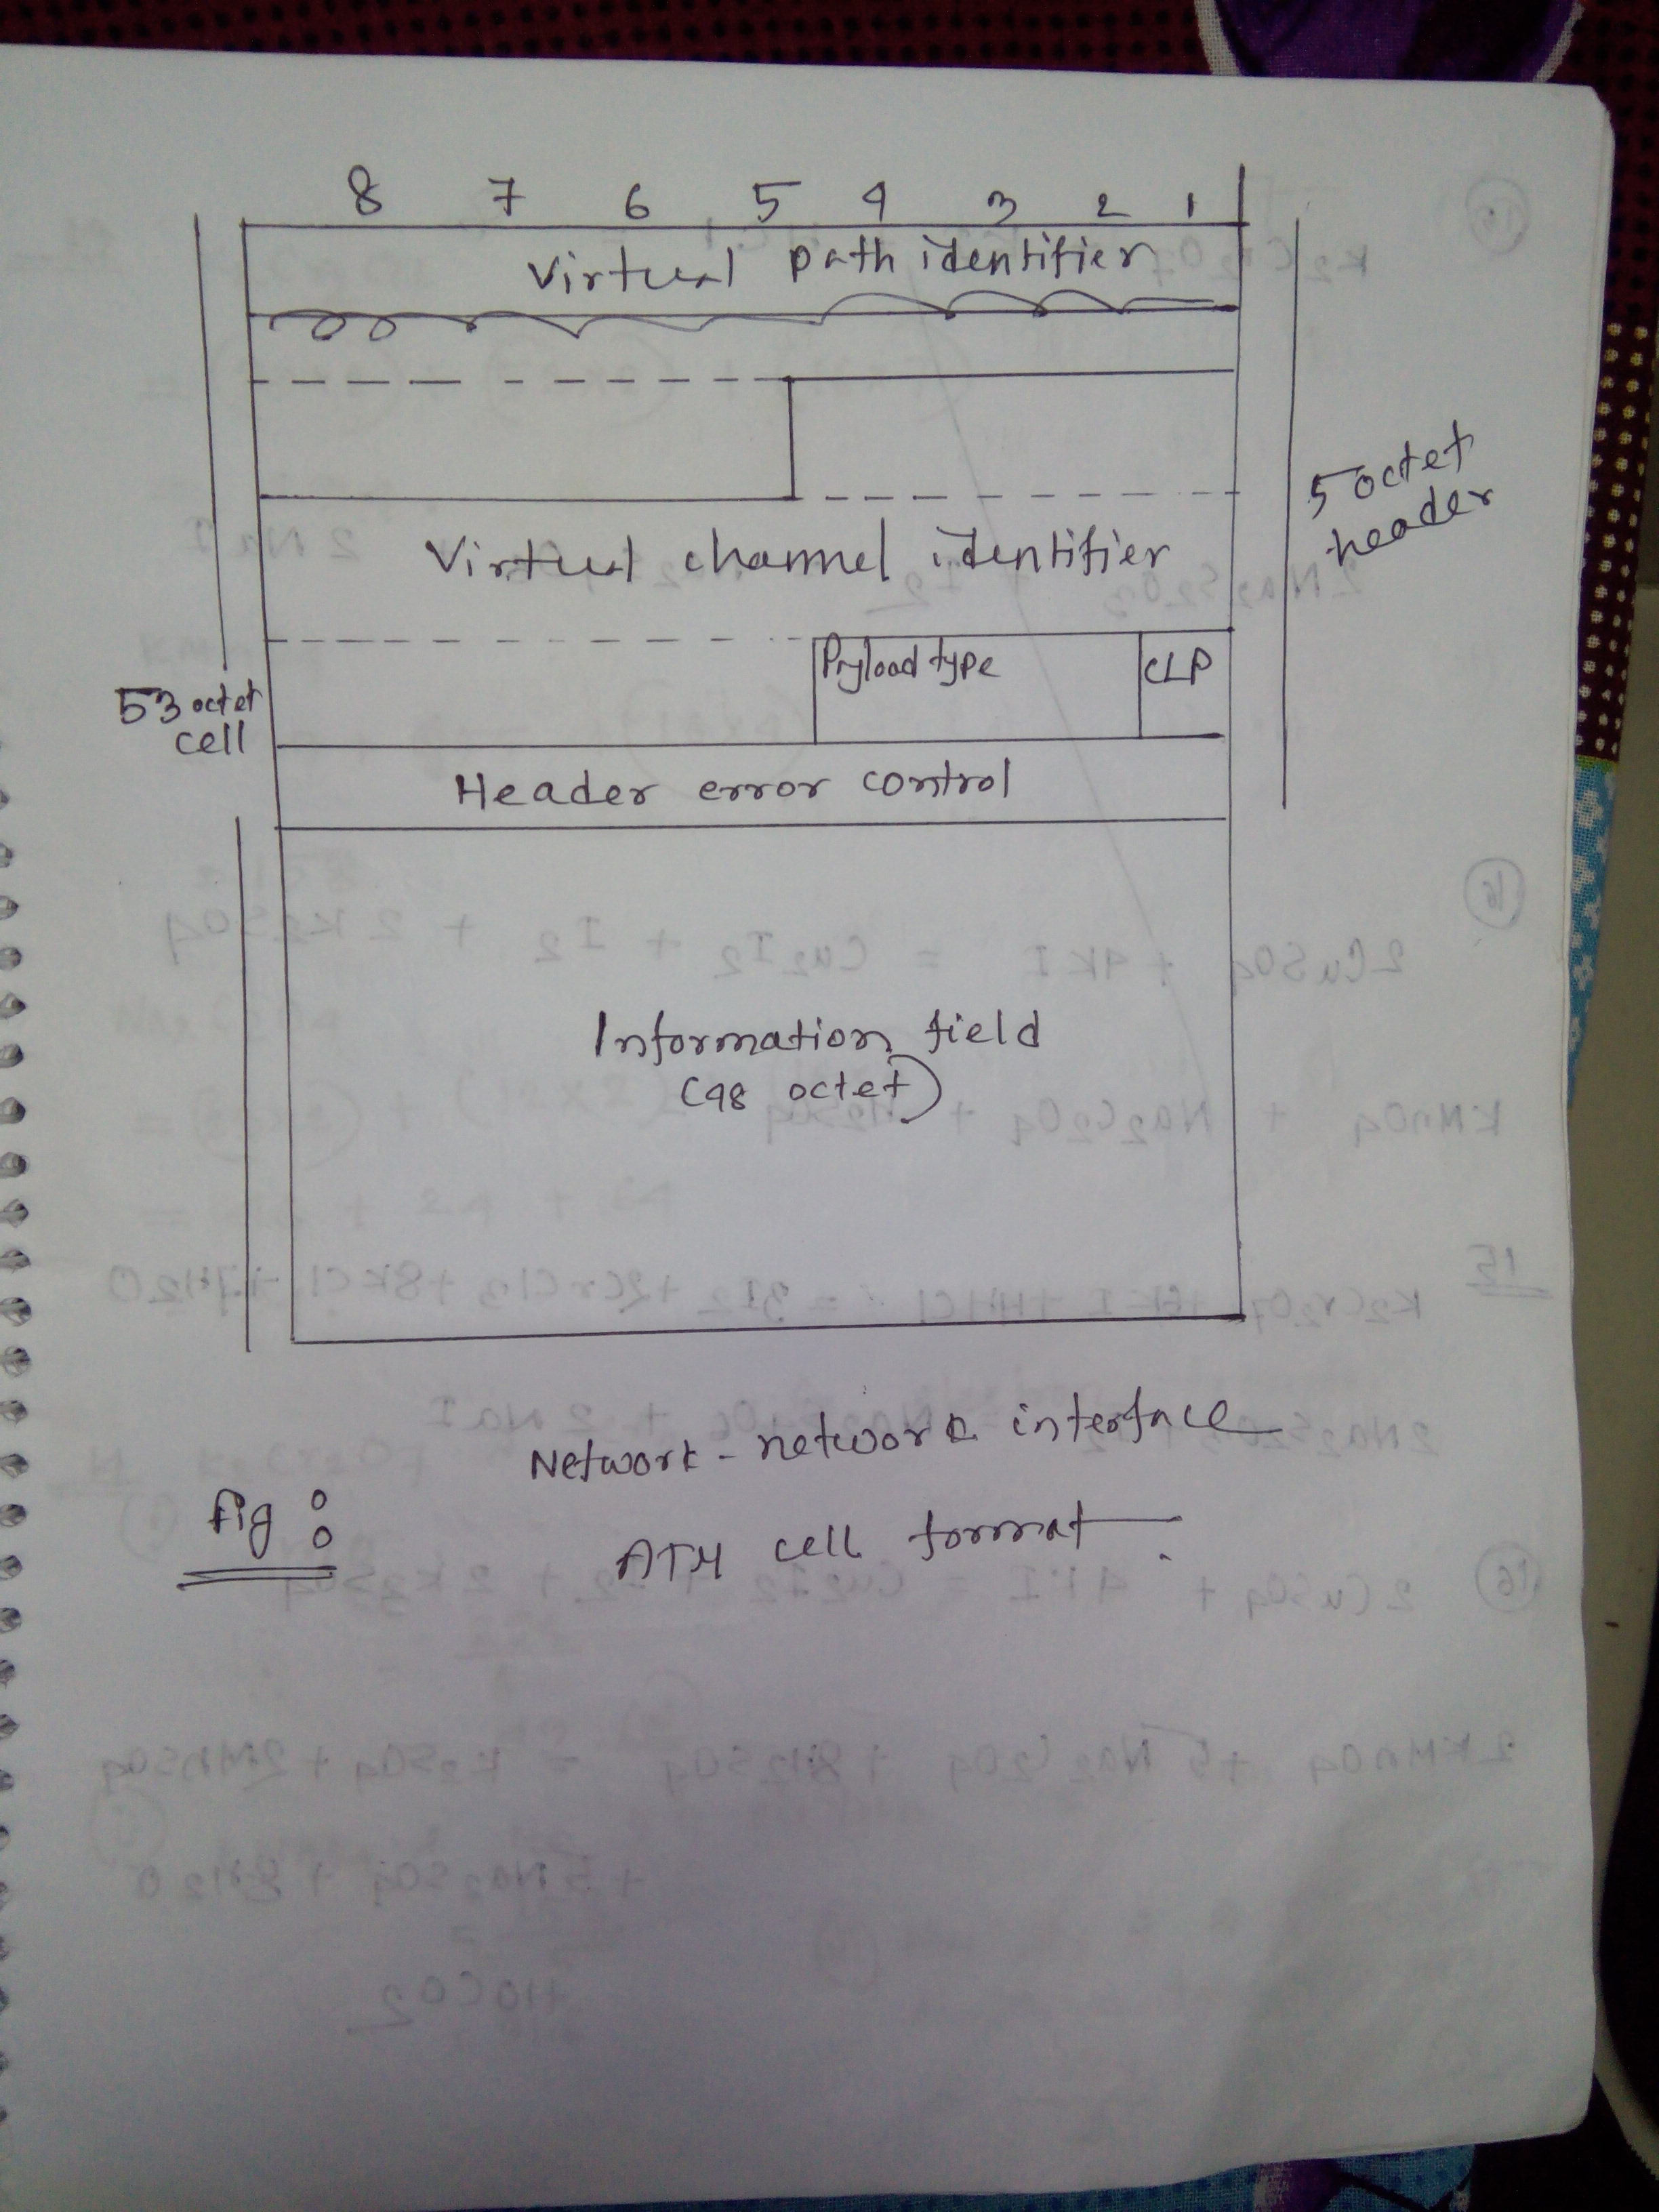 8 7 6 5 4 3 2 1
Virtual path identifier
5 octet
header
Virtual channel identifier
Payload type
CLP
53 octet
cell
Header error control
Information field
(48 octet)
Network - network interface
Fig :
ATM cell format.